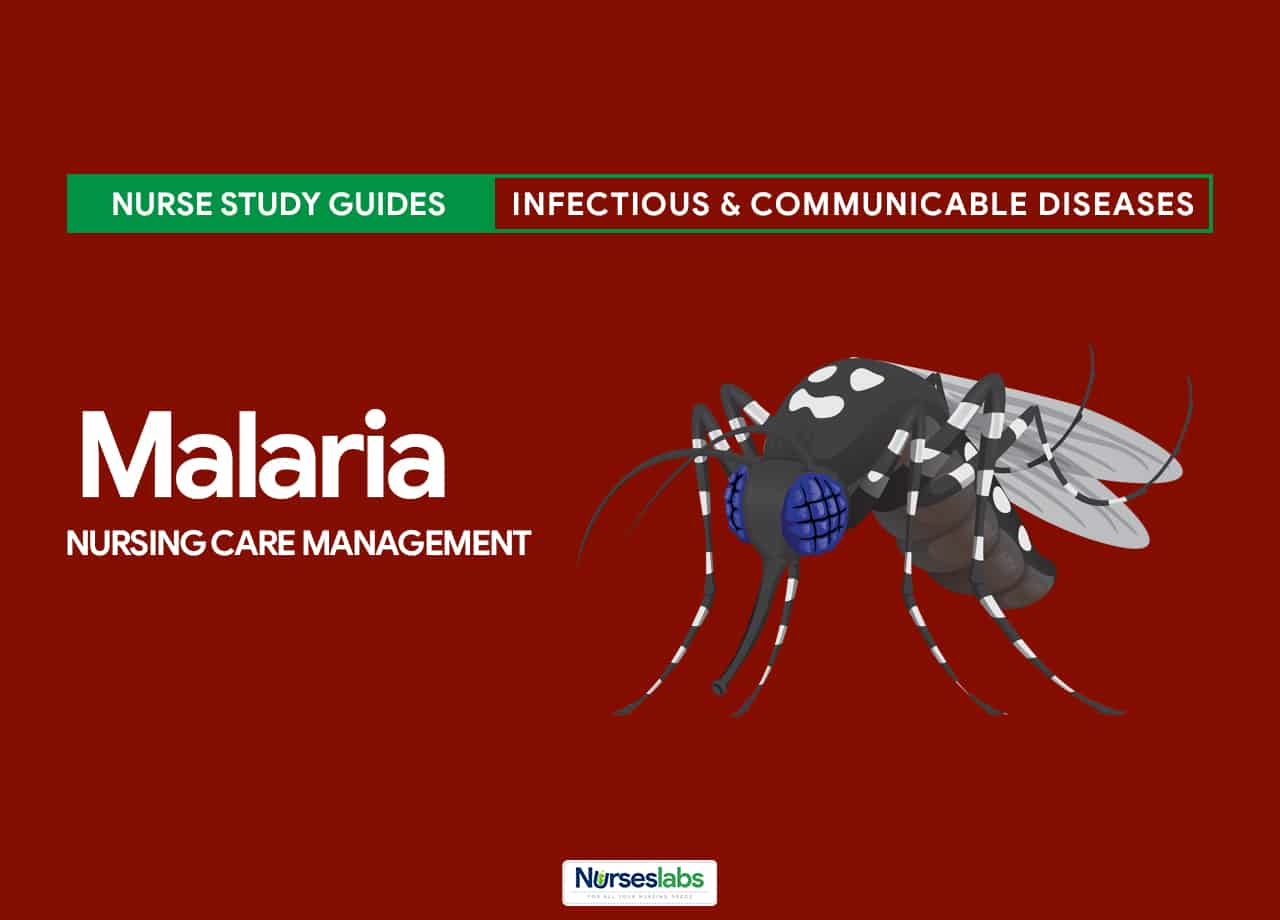 NURSE STUDY GUIDES
INFECTIOUS & COMMUNICABLE DISEASES
Malaria
NURSING CARE MANAGEMENT
Nurseslabs
FOR ALL YOUR NURSING NEEDS